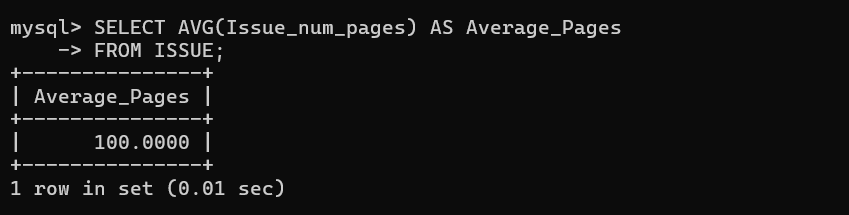 mysql> SELECT AVG(Issue_num_pages) AS Average_Pages
    -> FROM ISSUE;
+---------------+
| Average_Pages |
+---------------+
|      100.0000 |
+---------------+
1 row in set (0.01 sec)